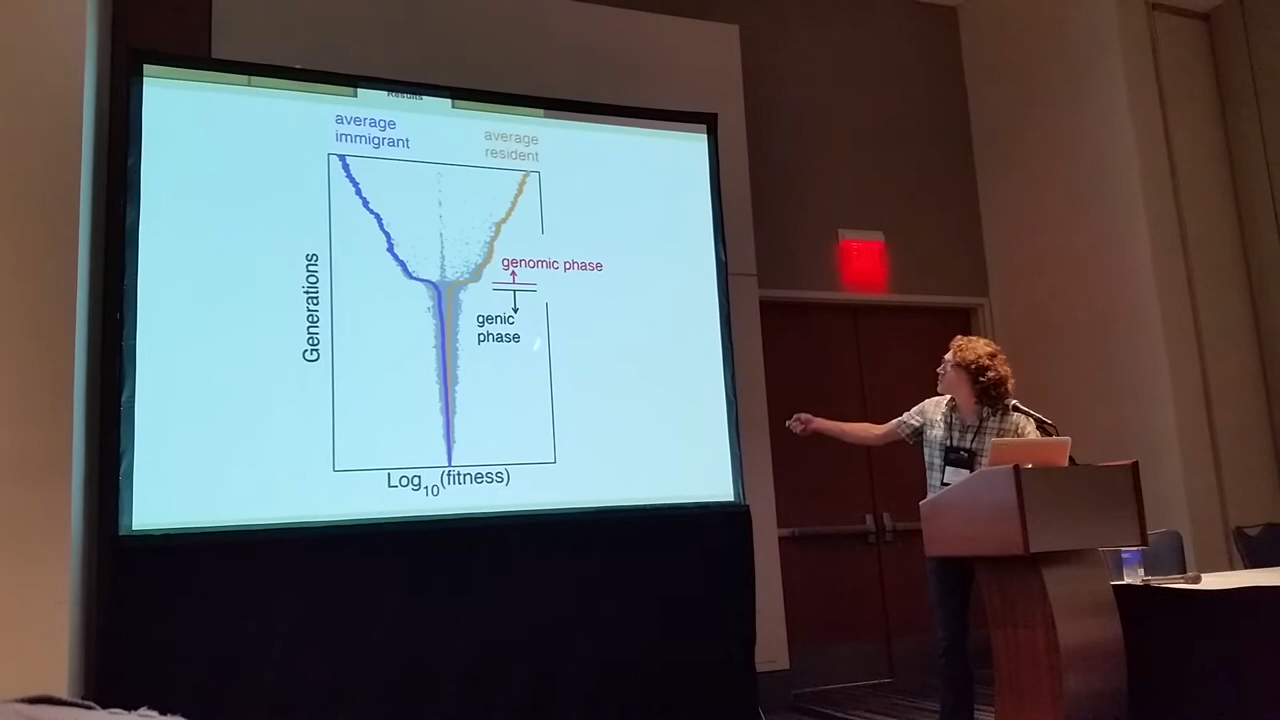 Results
average
immigrant
average
resident
genomic phase
genic
phase
Generations
Log10(fitness)